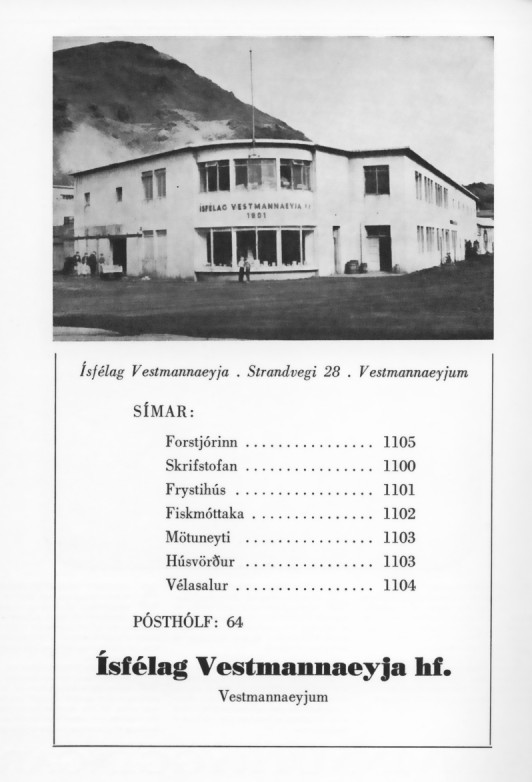 ÍSFÉLAG VESTMANNAEYJA H.F.
1901
Ísfélag Vestmannaeyja . Strandvegi 28 . Vestmannaeyjum
SÍMAR:
Forstjórinn ................ 1105
Skrifstofan ................ 1100
Frystihús ................. 1101
Fiskmóttaka ............... 1102
Mötuneyti ................ 1103
Húsvörður ................ 1103
Vélasalur ................. 1104
PÓSTHÓLF: 64
Ísfélag Vestmannaeyja hf.
Vestmannaeyjum